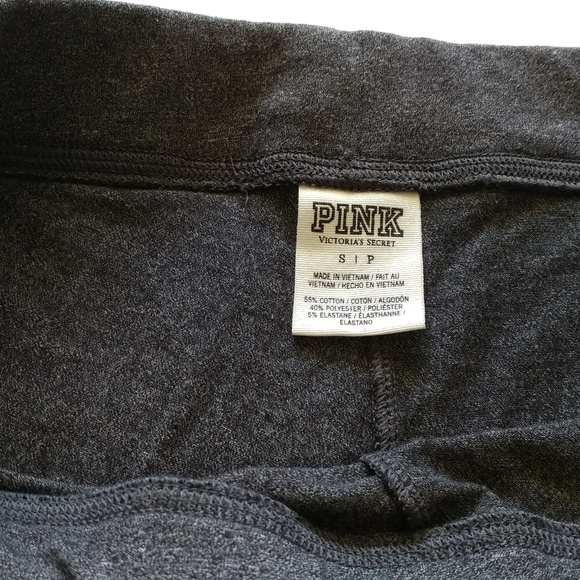 PINK
VICTORIA'S SECRET
S | P
MADE IN VIETNAM / FAIT AU
VIETNAM / HECHO EN VIETNAM
55% COTTON / COTON / ALGODÓN
40% POLYESTER / POLIÉSTER
5% ÉLASTANE / ÉLASTHANNE /
ELASTANO